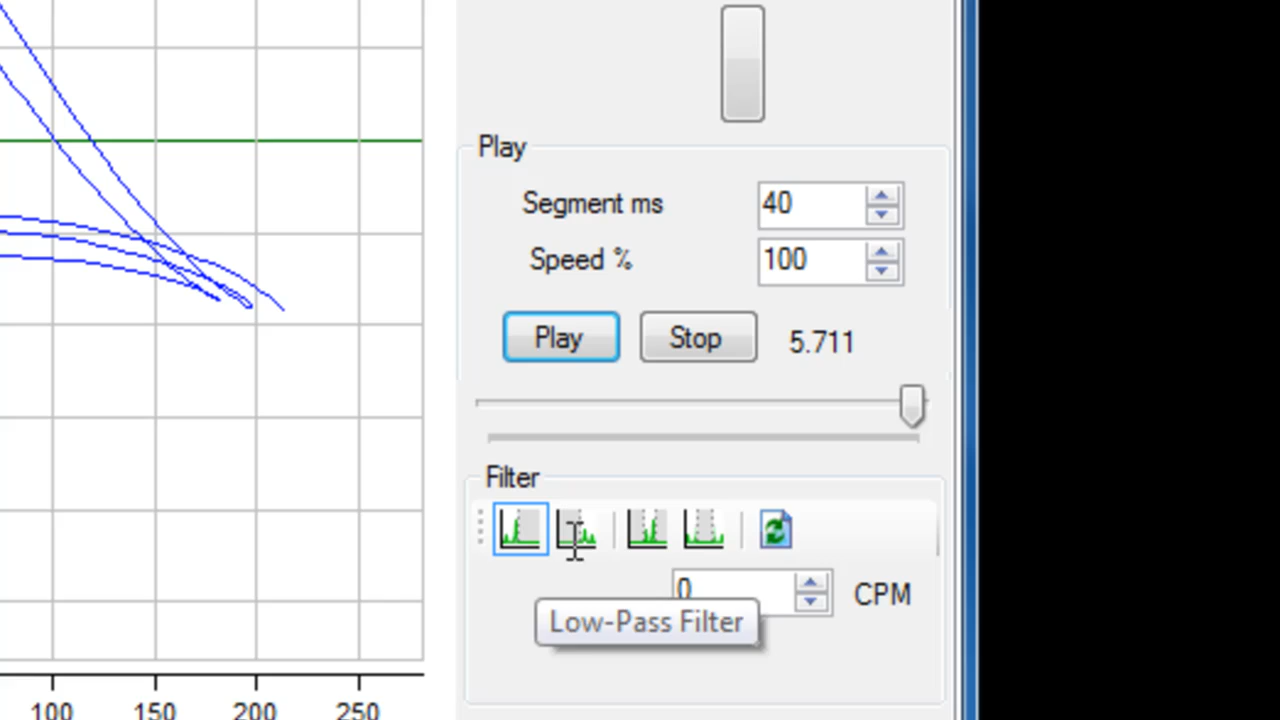 Play
Segment ms 40
Speed % 100
Play Stop 5.711
Filter
0 CPM
Low-Pass Filter
100 150 200 250